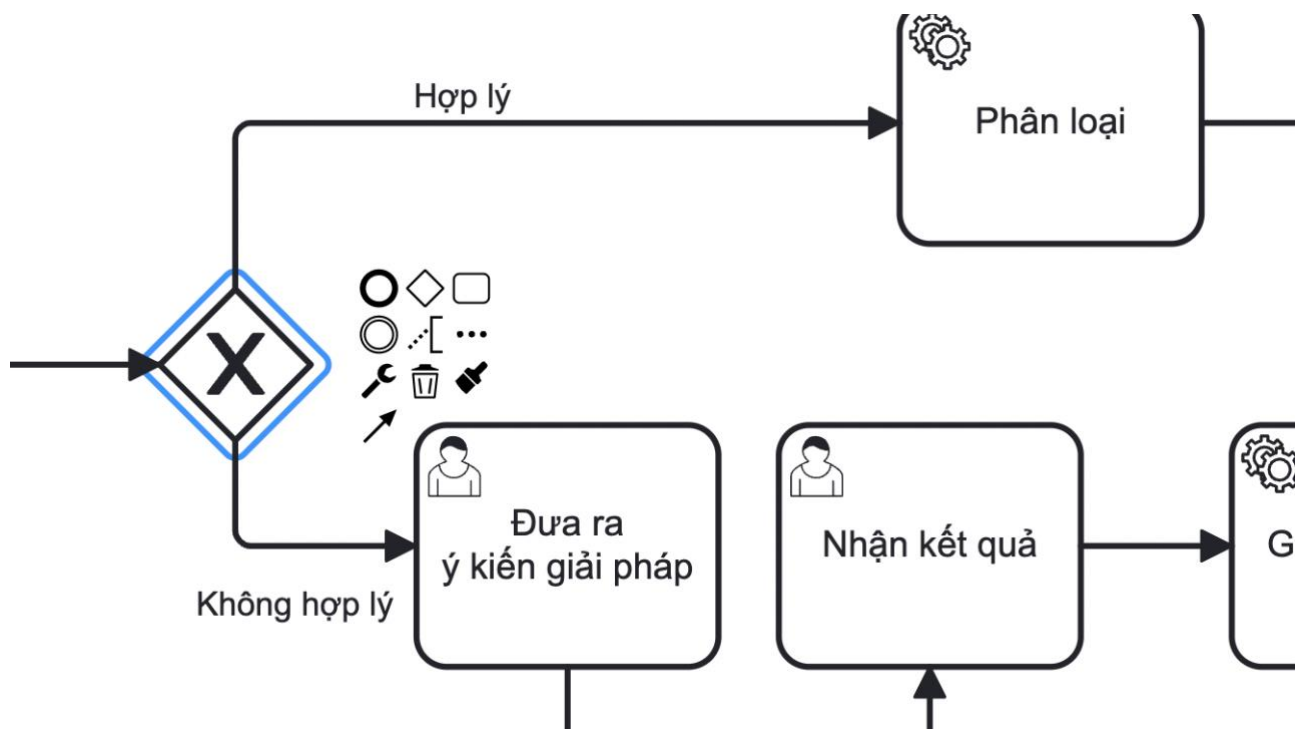 Hợp lý
Phân loại
Đưa ra
ý kiến giải pháp
Nhận kết quả
G
Không hợp lý